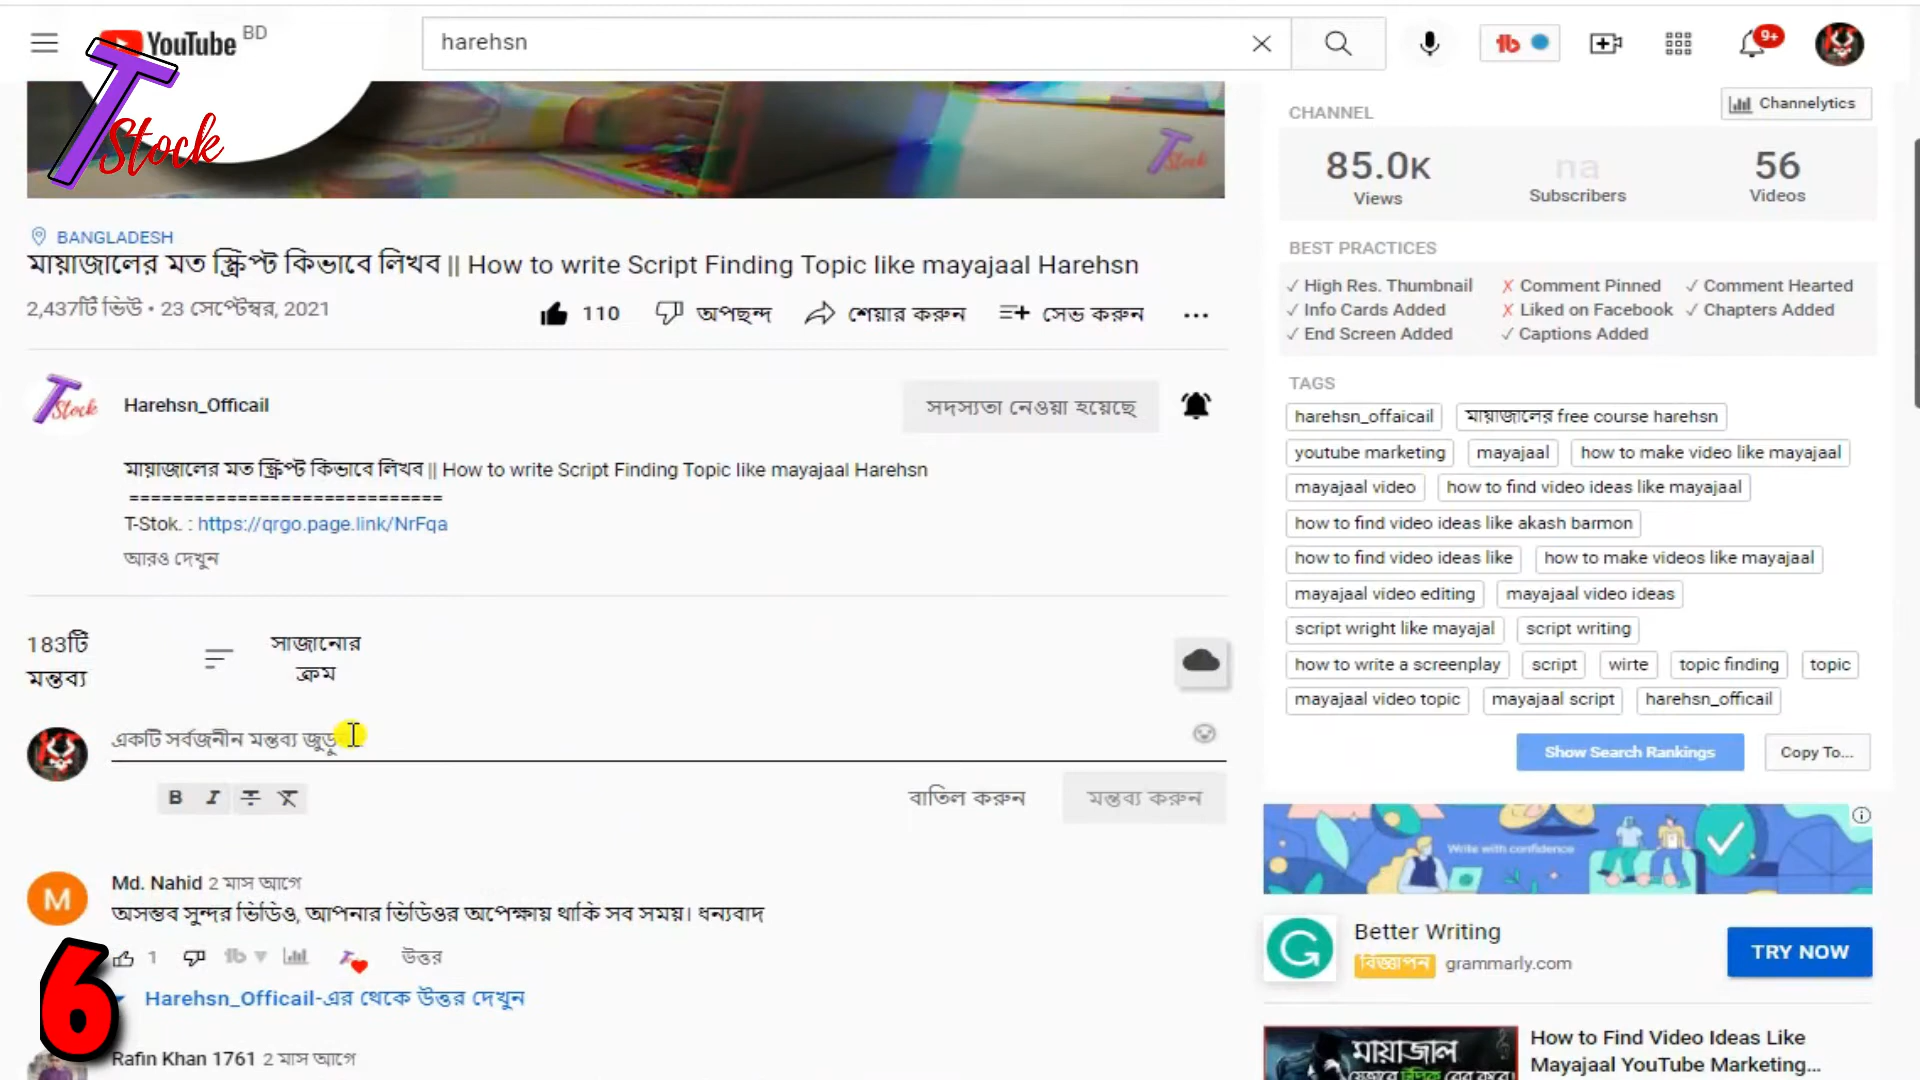 YouTube BD
harehsn
9+
T Stock
Stock
Channelytics
CHANNEL
85.0K
Views
na
Subscribers
56
Videos
BANGLADESH
মায়াজালের মত স্ক্রিপ্ট কিভাবে লিখব || How to write Script Finding Topic like mayajaal Harehsn
2,437টি ভিউ • 23 সেপ্টেম্বর, 2021
110
অপছন্দ
শেয়ার করুন
সেভ করুন
BEST PRACTICES
✓ High Res. Thumbnail
✗ Comment Pinned
✓ Comment Hearted
✓ Info Cards Added
✗ Liked on Facebook
✓ Chapters Added
✓ End Screen Added
✓ Captions Added
T Stock
Harehsn_Officail
সদস্যতা নেওয়া হয়েছে
মায়াজালের মত স্ক্রিপ্ট কিভাবে লিখব || How to write Script Finding Topic like mayajaal Harehsn
=============================
T-Stok. : https://qrgo.page.link/NrFqa
আরও দেখুন
TAGS
harehsn_offaicail
মায়াজালের free course harehsn
youtube marketing
mayajaal
how to make video like mayajaal
mayajaal video
how to find video ideas like mayajaal
how to find video ideas like akash barmon
how to find video ideas like
how to make videos like mayajaal
mayajaal video editing
mayajaal video ideas
script wright like mayajal
script writing
how to write a screenplay
script
wirte
topic finding
topic
mayajaal video topic
mayajaal script
harehsn_officail
Show Search Rankings
Copy To...
183টি
মন্তব্য
সাজানোর
ক্রম
একটি সর্বজনীন মন্তব্য জুড়ু
B I
বাতিল করুন
মন্তব্য করুন
M
Md. Nahid 2 মাস আগে
অসম্ভব সুন্দর ভিডিও, আপনার ভিডিওর অপেক্ষায় থাকি সব সময়। ধন্যবাদ
1
উত্তর
Harehsn_Officail-এর থেকে উত্তর দেখুন
6
Rafin Khan 1761 2 মাস আগে
Write with confidence
Better Writing
বিজ্ঞাপন grammarly.com
TRY NOW
How to Find Video Ideas Like
Mayajaal YouTube Marketing...
মায়াজাল